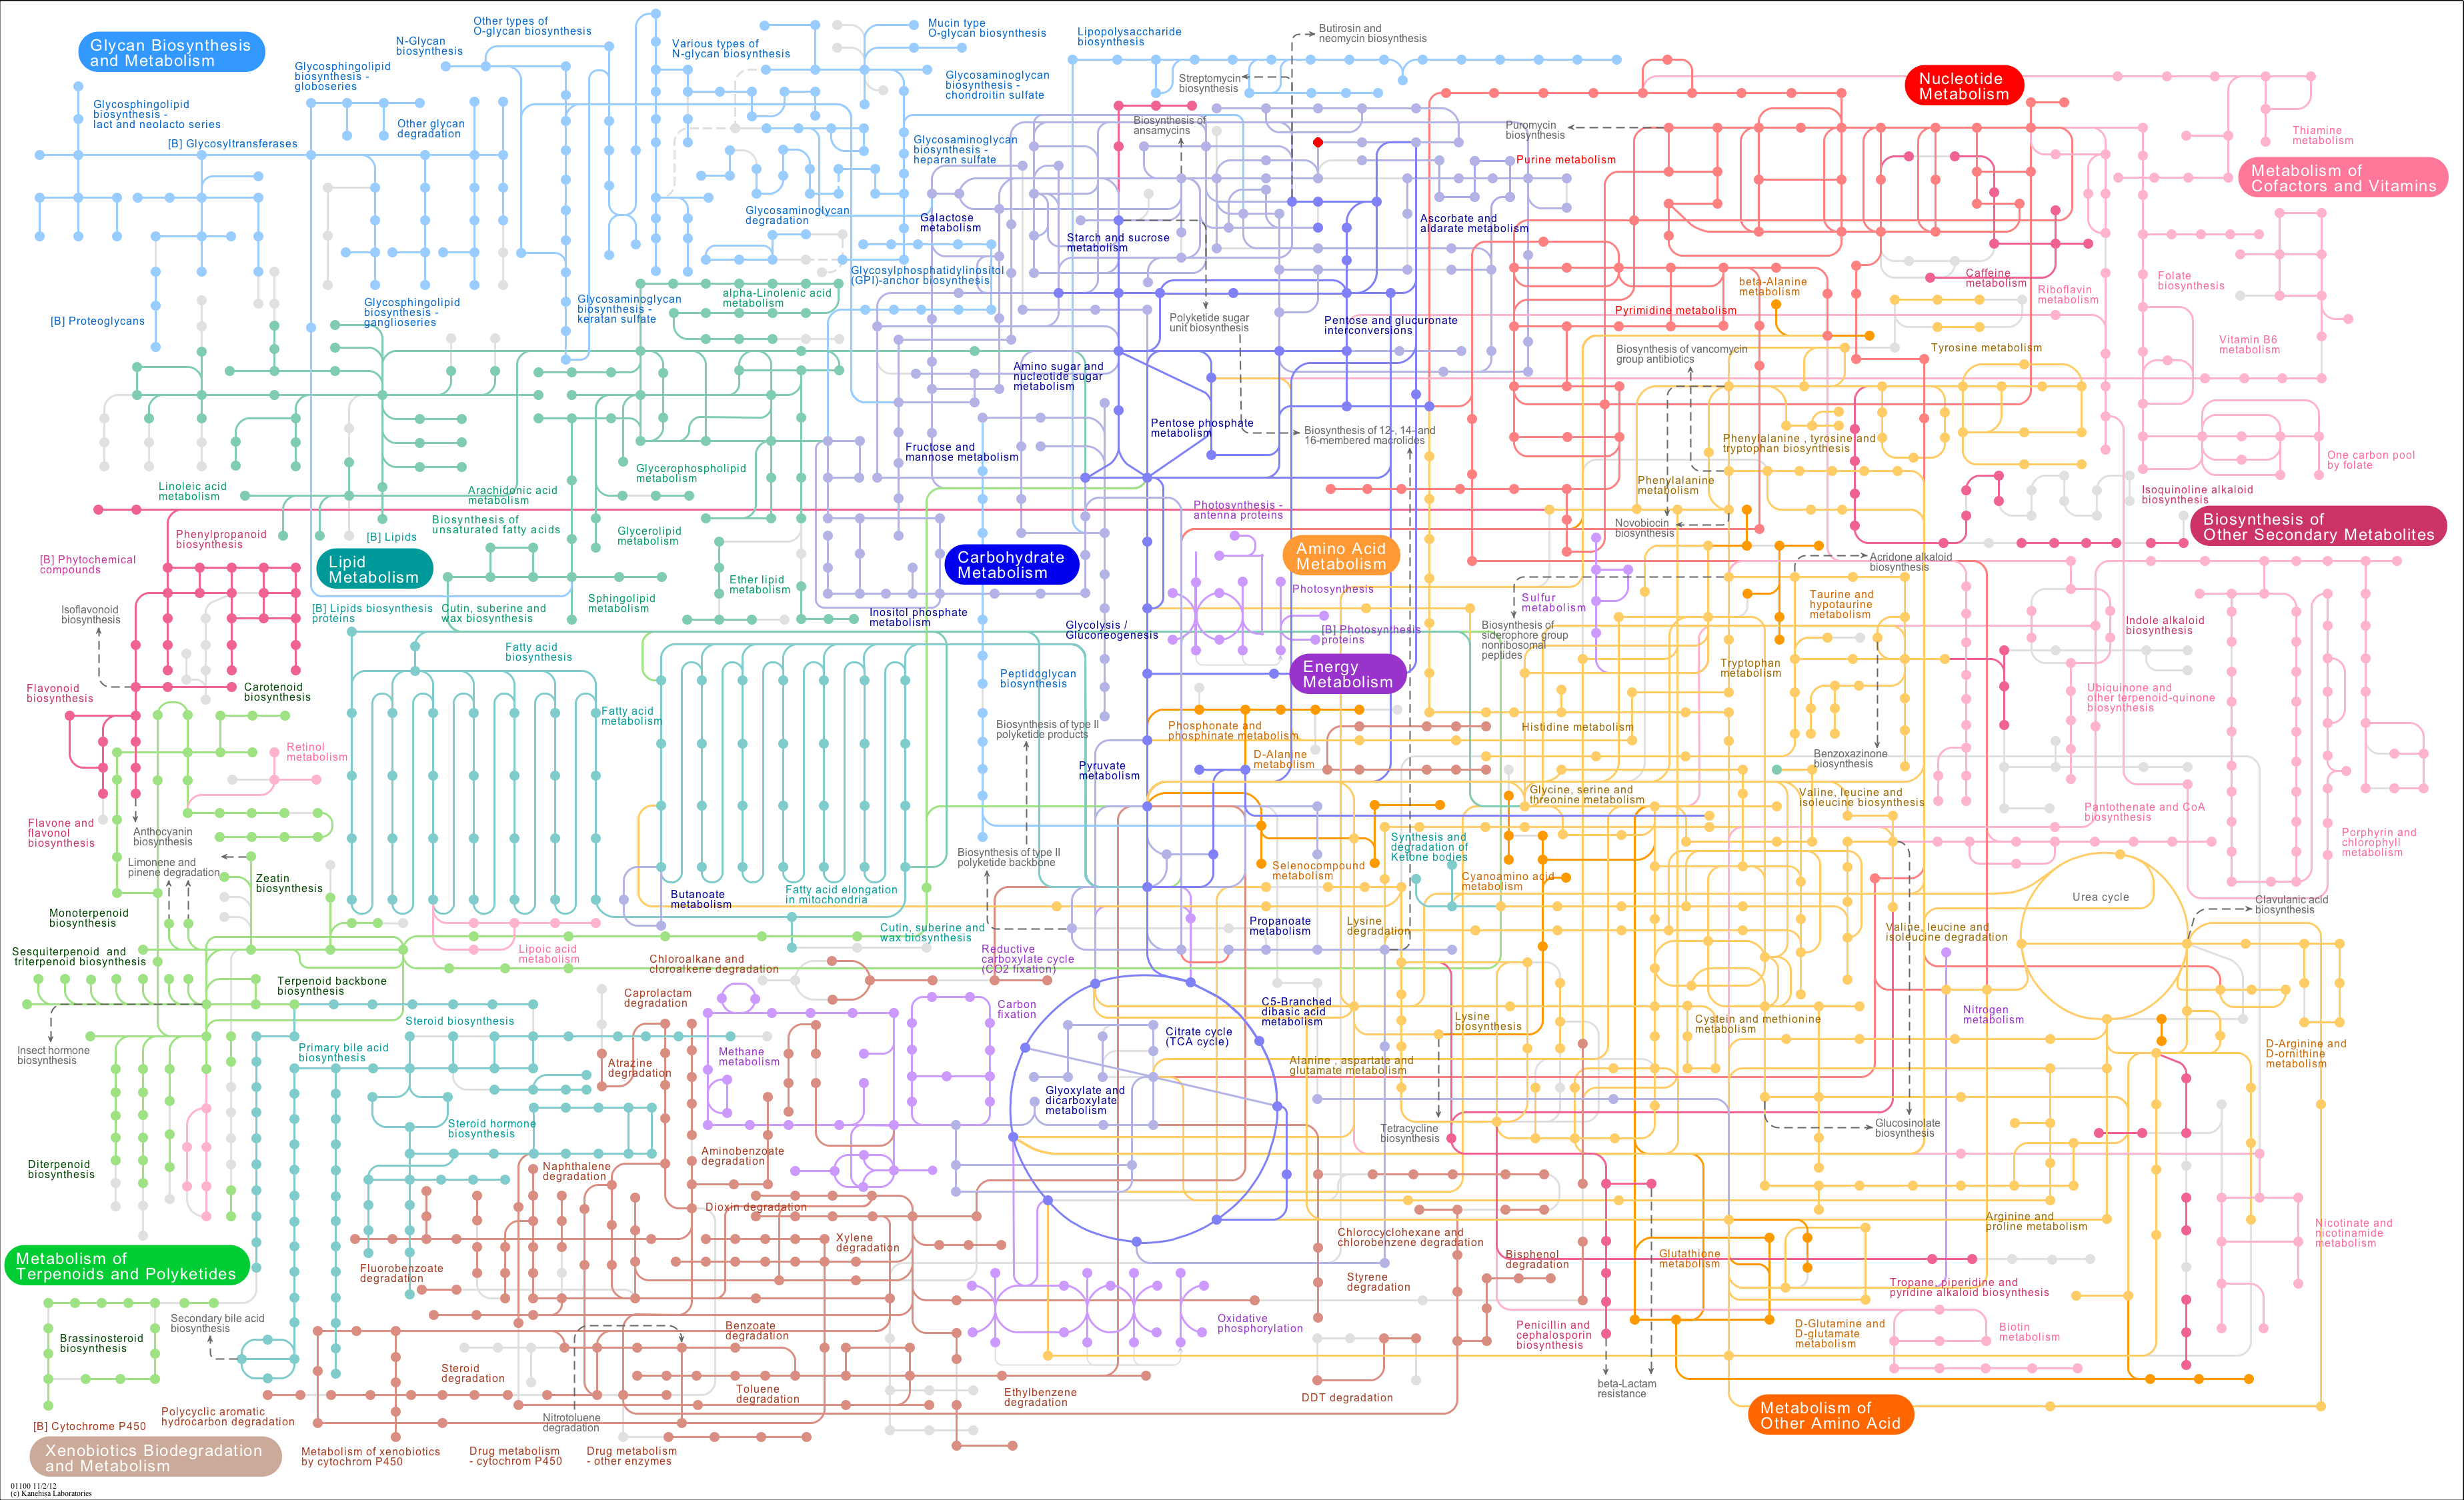 Glycan Biosynthesis
and Metabolism
Glycosphingolipid
biosynthesis -
lact and neolacto series
[B] Glycosyltransferases
Glycosphingolipid
biosynthesis -
globoseries
Other glycan
degradation
N-Glycan
biosynthesis
Other types of
O-glycan biosynthesis
Various types of
N-glycan biosynthesis
Mucin type
O-glycan biosynthesis
Glycosaminoglycan
biosynthesis -
chondroitin sulfate
Glycosaminoglycan
biosynthesis -
heparan sulfate
Glycosaminoglycan
degradation
Glycosylphosphatidylinositol
(GPI)-anchor biosynthesis
Glycosaminoglycan
biosynthesis -
keratan sulfate
Glycosphingolipid
biosynthesis -
ganglioseries
[B] Proteoglycans
alpha-Linolenic acid
metabolism
Lipopolysaccharide
biosynthesis
Butirosin and
neomycin biosynthesis
Streptomycin
biosynthesis
Biosynthesis of
ansamycins
Galactose
metabolism
Starch and sucrose
metabolism
Ascorbate and
aldarate metabolism
Polyketide sugar
unit biosynthesis
Pentose and glucuronate
interconversions
Amino sugar and
nucleotide sugar
metabolism
Pentose phosphate
metabolism
Biosynthesis of 12-, 14- and
16-membered macrolides
Fructose and
mannose metabolism
Puromycin
biosynthesis
Purine metabolism
Nucleotide
Metabolism
Thiamine
metabolism
Metabolism of
Cofactors and Vitamins
Caffeine
metabolism
beta-Alanine
metabolism
Pyrimidine metabolism
Riboflavin
metabolism
Folate
biosynthesis
Vitamin B6
metabolism
Tyrosine metabolism
Biosynthesis of vancomycin
group antibiotics
Phenylalanine , tyrosine and
tryptophan biosynthesis
Phenylalanine
metabolism
Novobiocin
biosynthesis
One carbon pool
by folate
Isoquinoline alkaloid
biosynthesis
Biosynthesis of
Other Secondary Metabolites
Linoleic acid
metabolism
Arachidonic acid
metabolism
Glycerophospholipid
metabolism
Biosynthesis of
unsaturated fatty acids
Glycerolipid
metabolism
[B] Lipids
Lipid
Metabolism
Ether lipid
metabolism
Sphingolipid
metabolism
[B] Lipids biosynthesis
proteins
Cutin, suberine and
wax biosynthesis
Phenylpropanoid
biosynthesis
[B] Phytochemical
compounds
Isoflavonoid
biosynthesis
Flavonoid
biosynthesis
Carotenoid
biosynthesis
Retinol
metabolism
Fatty acid
biosynthesis
Fatty acid
metabolism
Inositol phosphate
metabolism
Carbohydrate
Metabolism
Photosynthesis -
antenna proteins
Amino Acid
Metabolism
Photosynthesis
[B] Photosynthesis
proteins
Energy
Metabolism
Glycolysis /
Gluconeogenesis
Peptidoglycan
biosynthesis
Biosynthesis of type II
polyketide products
Pyruvate
metabolism
Phosphonate and
phosphinate metabolism
D-Alanine
metabolism
Sulfur
metabolism
Biosynthesis of
siderophore group
nonribosomal
peptides
Acridone alkaloid
biosynthesis
Taurine and
hypotaurine
metabolism
Tryptophan
metabolism
Histidine metabolism
Benzoxazinone
biosynthesis
Indole alkaloid
biosynthesis
Ubiquinone and
other terpenoid-quinone
biosynthesis
Pantothenate and CoA
biosynthesis
Porphyrin and
chlorophyll
metabolism
Glycine, serine and
threonine metabolism
Valine, leucine and
isoleucine biosynthesis
Flavone and
flavonol
biosynthesis
Anthocyanin
biosynthesis
Limonene and
pinene degradation
Zeatin
biosynthesis
Monoterpenoid
biosynthesis
Sesquiterpenoid and
triterpenoid biosynthesis
Terpenoid backbone
biosynthesis
Lipoic acid
metabolism
Butanoate
metabolism
Fatty acid elongation
in mitochondria
Cutin, suberine and
wax biosynthesis
Biosynthesis of type II
polyketide backbone
Synthesis and
degradation of
Ketone bodies
Selenocompound
metabolism
Cyanoamino acid
metabolism
Propanoate
metabolism
Lysine
degradation
Valine, leucine and
isoleucine degradation
Urea cycle
Clavulanic acid
biosynthesis
Reductive
carboxylate cycle
(CO2 fixation)
Chloroalkane and
cloroalkene degradation
Caprolactam
degradation
Carbon
fixation
C5-Branched
dibasic acid
metabolism
Citrate cycle
(TCA cycle)
Lysine
biosynthesis
Cystein and methionine
metabolism
Nitrogen
metabolism
Alanine , aspartate and
glutamate metabolism
D-Arginine and
D-ornithine
metabolism
Insect hormone
biosynthesis
Steroid biosynthesis
Primary bile acid
biosynthesis
Atrazine
degradation
Methane
metabolism
Glyoxylate and
dicarboxylate
metabolism
Steroid hormone
biosynthesis
Aminobenzoate
degradation
Naphthalene
degradation
Tetracycline
biosynthesis
Glucosinolate
biosynthesis
Diterpenoid
biosynthesis
Dioxin degradation
Xylene
degradation
Fluorobenzoate
degradation
Metabolism of
Terpenoids and Polyketides
Chlorocyclohexane and
chlorobenzene degradation
Bisphenol
degradation
Styrene
degradation
Glutathione
metabolism
Arginine and
proline metabolism
Nicotinate and
nicotinamide
metabolism
Tropane, piperidine and
pyridine alkaloid biosynthesis
Brassinosteroid
biosynthesis
Secondary bile acid
biosynthesis
Oxidative
phosphorylation
Penicillin and
cephalosporin
biosynthesis
D-Glutamine and
D-glutamate
metabolism
Biotin
metabolism
Benzoate
degradation
Steroid
degradation
Toluene
degradation
Ethylbenzene
degradation
DDT degradation
beta-Lactam
resistance
Metabolism of
Other Amino Acid
[B] Cytochrome P450
Polycyclic aromatic
hydrocarbon degradation
Nitrotoluene
degradation
Xenobiotics Biodegradation
and Metabolism
Metabolism of xenobiotics
by cytochrom P450
Drug metabolism
- cytochrom P450
Drug metabolism
- other enzymes
01100 11/2/12
(c) Kanehisa Laboratories